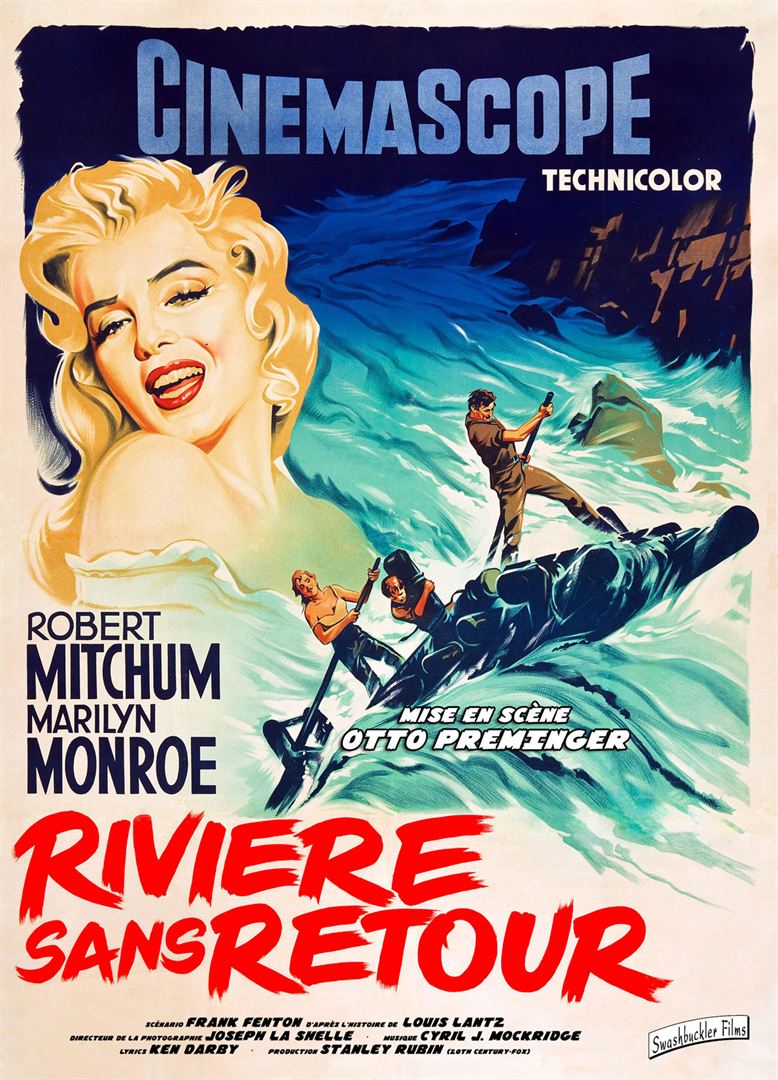 CINEMASCOPE
TECHNICOLOR
ROBERT
MITCHUM
MARILYN
MONROE
MISE EN SCÈNE
OTTO PREMINGER
RIVIERE
SANS RETOUR
SCÉNARIO FRANK FENTON D'APRÈS L'HISTOIRE DE LOUIS LANTZ
DIRECTEUR DE LA PHOTOGRAPHIE JOSEPH LA SHELLE · MUSIQUE CYRIL J. MOCKRIDGE
LYRICS KEN DARBY · PRODUCTION STANLEY RUBIN (20TH CENTURY-FOX)
Swashbuckler Films